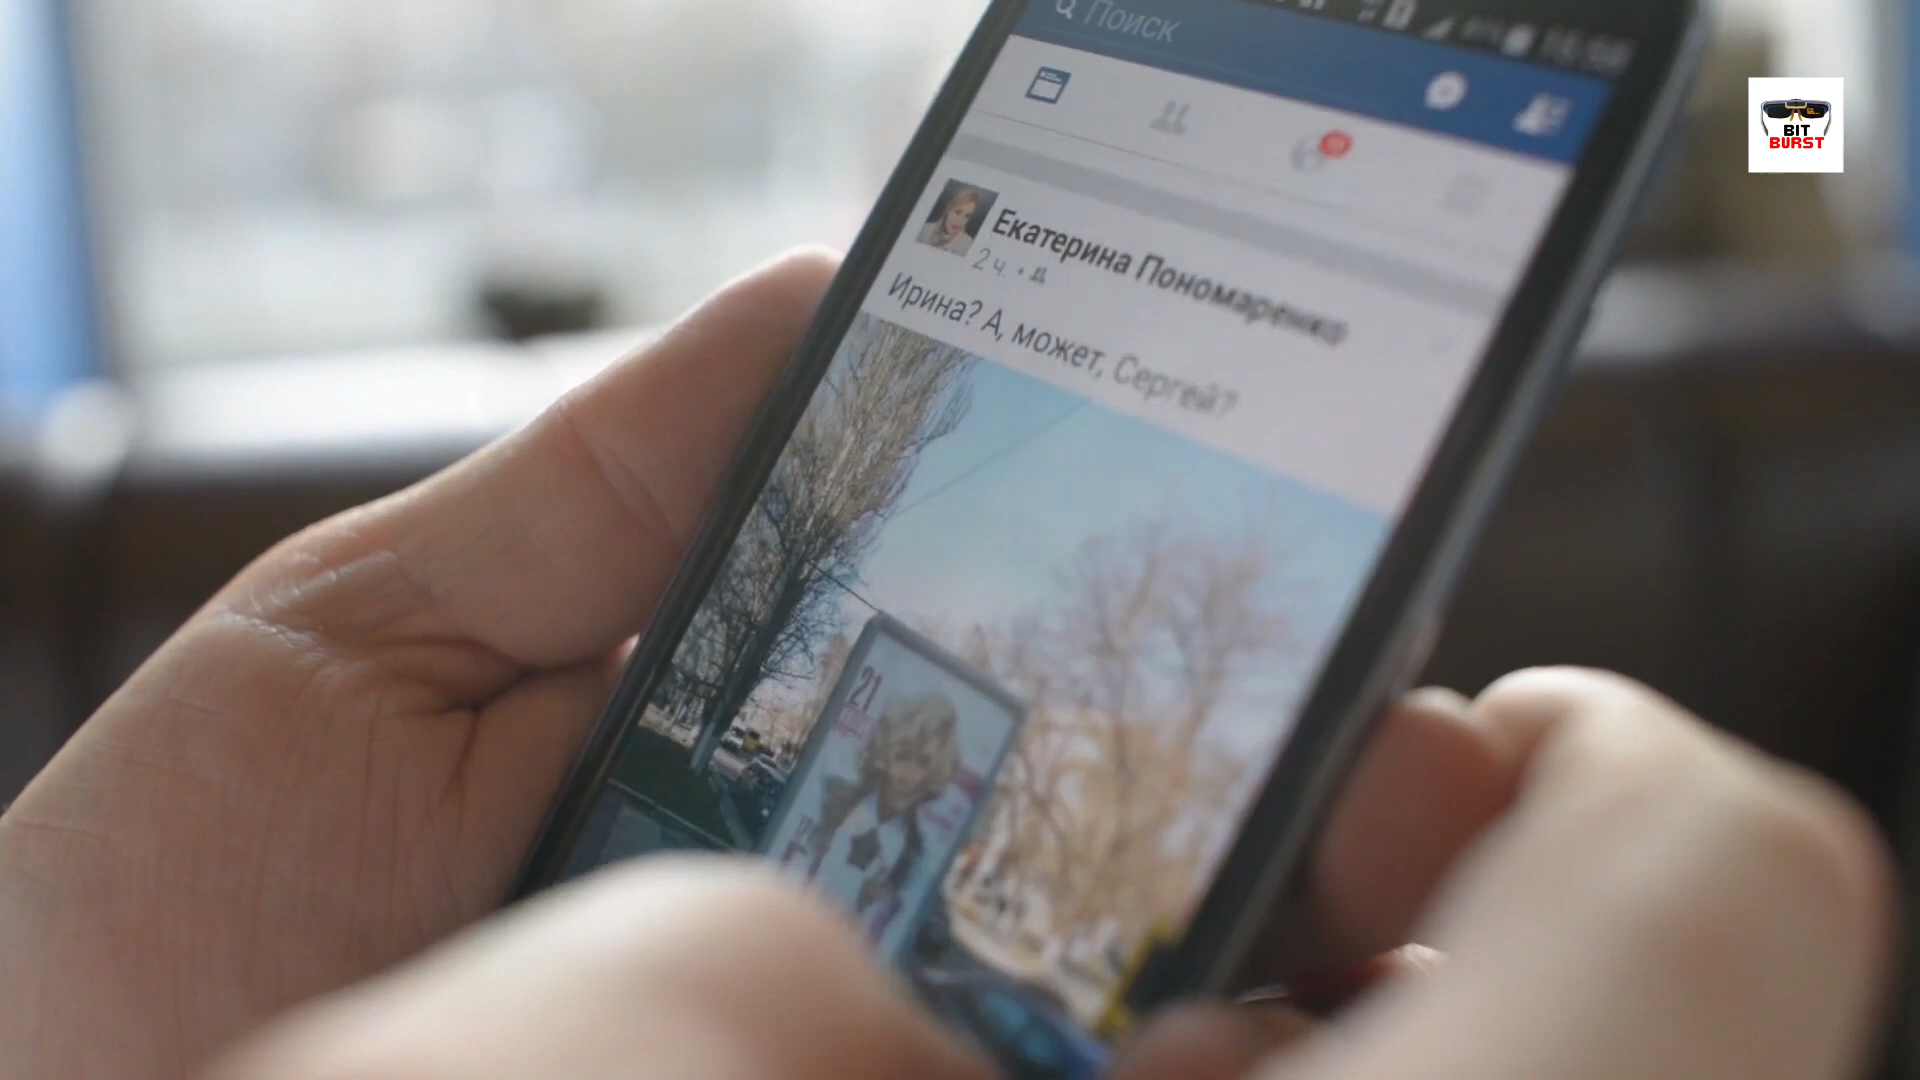 Поиск
Екатерина Пономаренко
2 ч.
Ирина? А, может, Сергей?
21
BIT
BURST